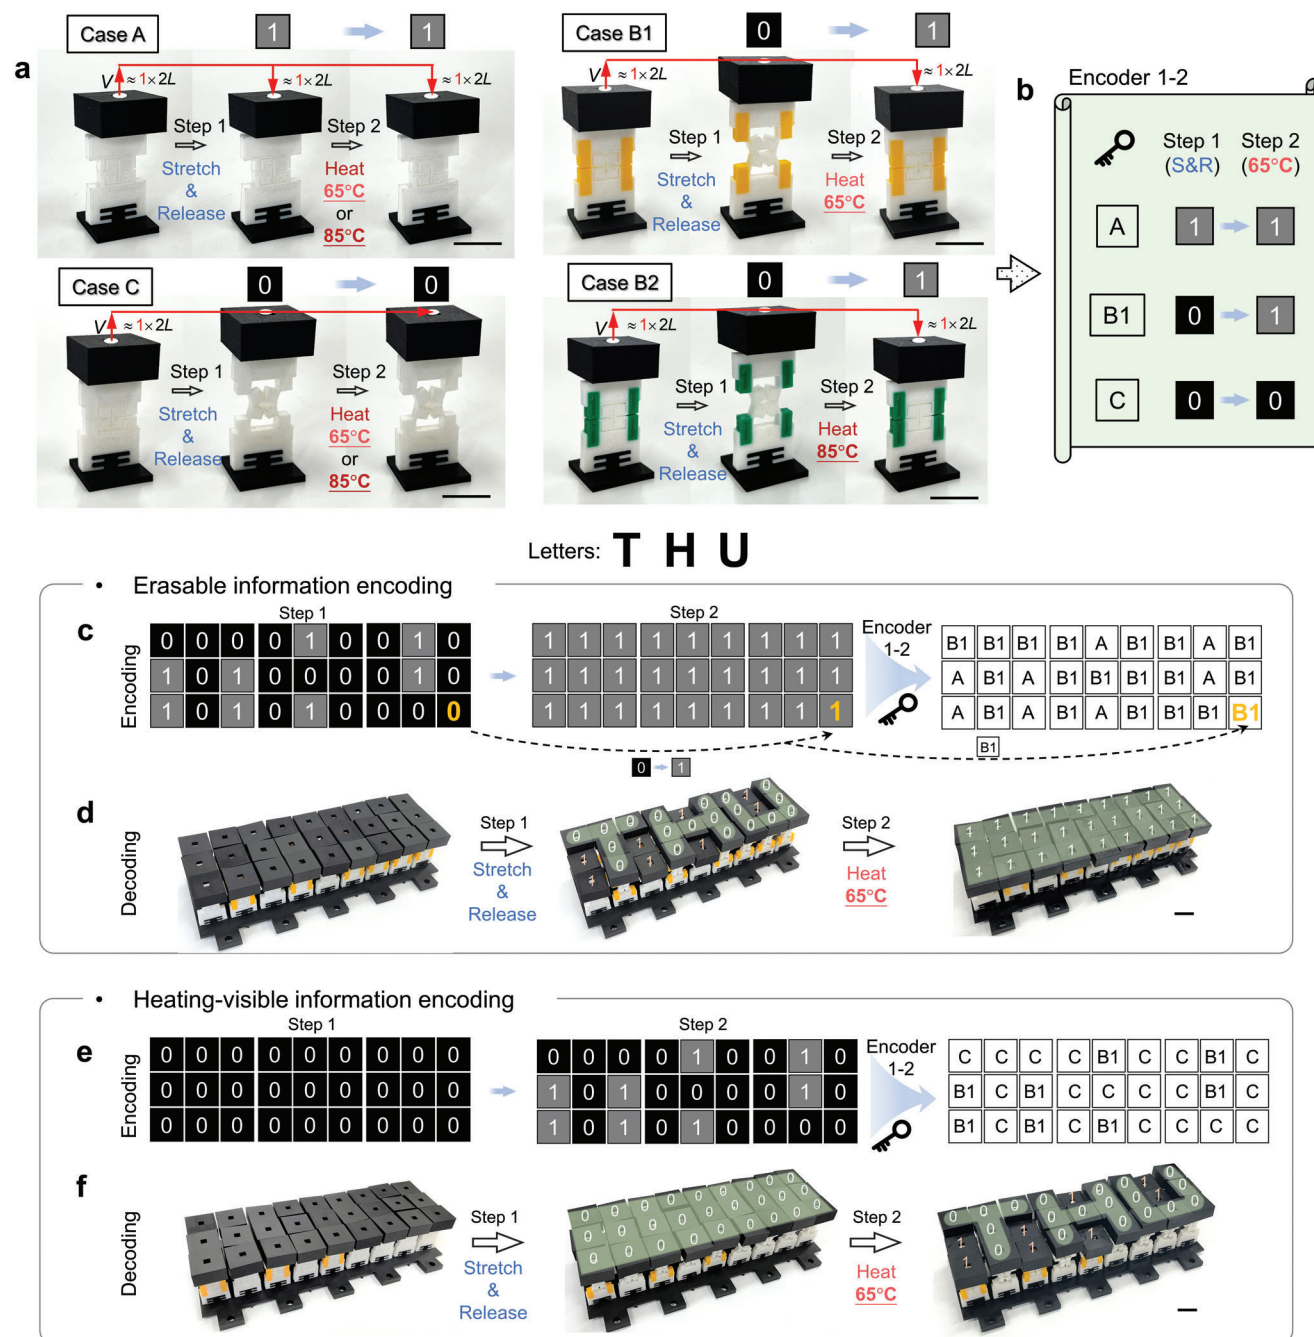 a
Case A
1
1
V
≈1×2L
≈1×2L
≈1×2L
Step 1
Stretch
&
Release
Step 2
Heat
65°C
or
85°C
Case B1
0
1
V
≈1×2L
≈1×2L
Step 1
Stretch
&
Release
Step 2
Heat
65°C
Case C
0
0
V
≈1×2L
Step 1
Stretch
&
Release
Step 2
Heat
65°C
or
85°C
Case B2
0
1
V
≈1×2L
≈1×2L
Step 1
Stretch
&
Release
Step 2
Heat
85°C
b
Encoder 1-2
Step 1 Step 2
(S&R) (65°C)
A 1 1
B1 0 1
C 0 0
Letters: T H U
• Erasable information encoding
c
Encoding
Step 1
0 0 0 0 1 0 0 1 0
1 0 1 0 0 0 0 1 0
1 0 1 0 1 0 0 0 0
Step 2
1 1 1 1 1 1 1 1 1
1 1 1 1 1 1 1 1 1
1 1 1 1 1 1 1 1 1
Encoder
1-2
B1 B1 B1 B1 A B1 B1 A B1
A B1 A B1 B1 B1 B1 A B1
A B1 A B1 A B1 B1 B1 B1
B1
0 1
d
Decoding
Step 1
Stretch
&
Release
Step 2
Heat
65°C
• Heating-visible information encoding
e
Encoding
Step 1
0 0 0 0 0 0 0 0 0
0 0 0 0 0 0 0 0 0
0 0 0 0 0 0 0 0 0
Step 2
0 0 0 0 1 0 0 1 0
1 0 1 0 0 0 0 1 0
1 0 1 0 1 0 0 0 0
Encoder
1-2
C C C C B1 C C B1 C
B1 C B1 C C C C B1 C
B1 C B1 C B1 C C C C
f
Decoding
Step 1
Stretch
&
Release
Step 2
Heat
65°C